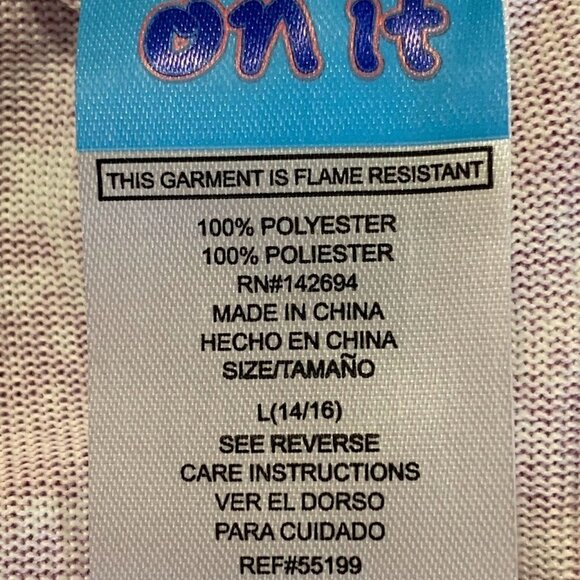 on it
THIS GARMENT IS FLAME RESISTANT
100% POLYESTER
100% POLIESTER
RN#142694
MADE IN CHINA
HECHO EN CHINA
SIZE/TAMAÑO
L(14/16)
SEE REVERSE
CARE INSTRUCTIONS
VER EL DORSO
PARA CUIDADO
REF#55199